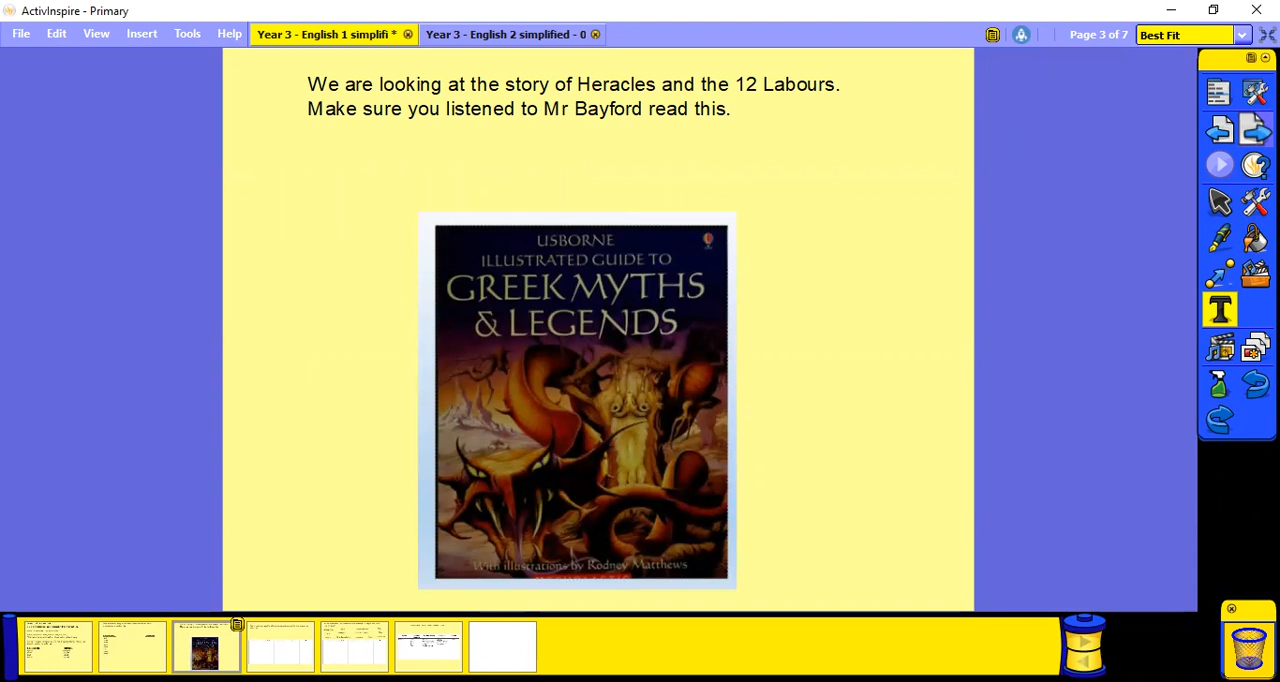 ActivInspire - Primary
File Edit View Insert Tools Help
Year 3 - English 1 simplifi *
Year 3 - English 2 simplified - 0
Page 3 of 7
Best Fit
We are looking at the story of Heracles and the 12 Labours.
Make sure you listened to Mr Bayford read this.
USBORNE
ILLUSTRATED GUIDE TO
GREEK MYTHS
& LEGENDS
With illustrations by Rodney Matthews